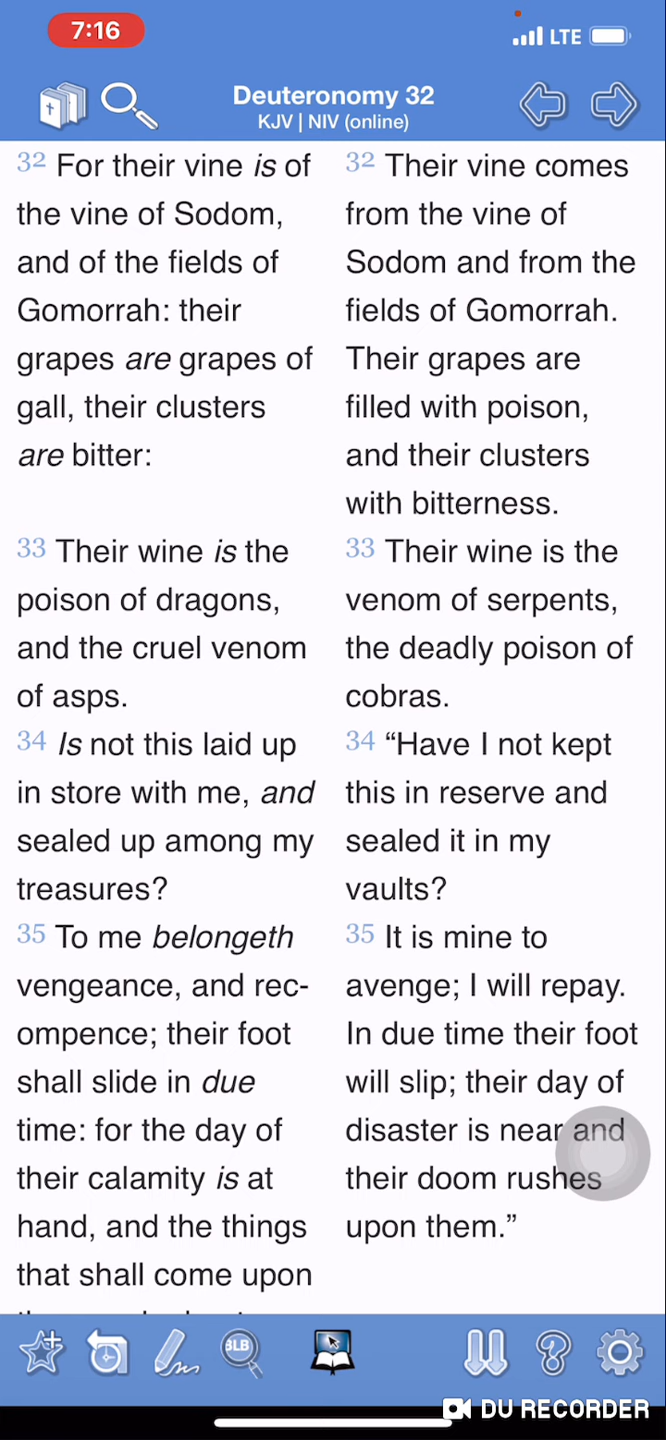 7:16
LTE
Deuteronomy 32
KJV | NIV (online)
32 For their vine is of
the vine of Sodom,
and of the fields of
Gomorrah: their
grapes are grapes of
gall, their clusters
are bitter:
33 Their wine is the
poison of dragons,
and the cruel venom
of asps.
34 Is not this laid up
in store with me, and
sealed up among my
treasures?
35 To me belongeth
vengeance, and rec-
ompence; their foot
shall slide in due
time: for the day of
their calamity is at
hand, and the things
that shall come upon
32 Their vine comes
from the vine of
Sodom and from the
fields of Gomorrah.
Their grapes are
filled with poison,
and their clusters
with bitterness.
33 Their wine is the
venom of serpents,
the deadly poison of
cobras.
34 “Have I not kept
this in reserve and
sealed it in my
vaults?
35 It is mine to
avenge; I will repay.
In due time their foot
will slip; their day of
disaster is near and
their doom rushes
upon them.”
BLB
DU RECORDER